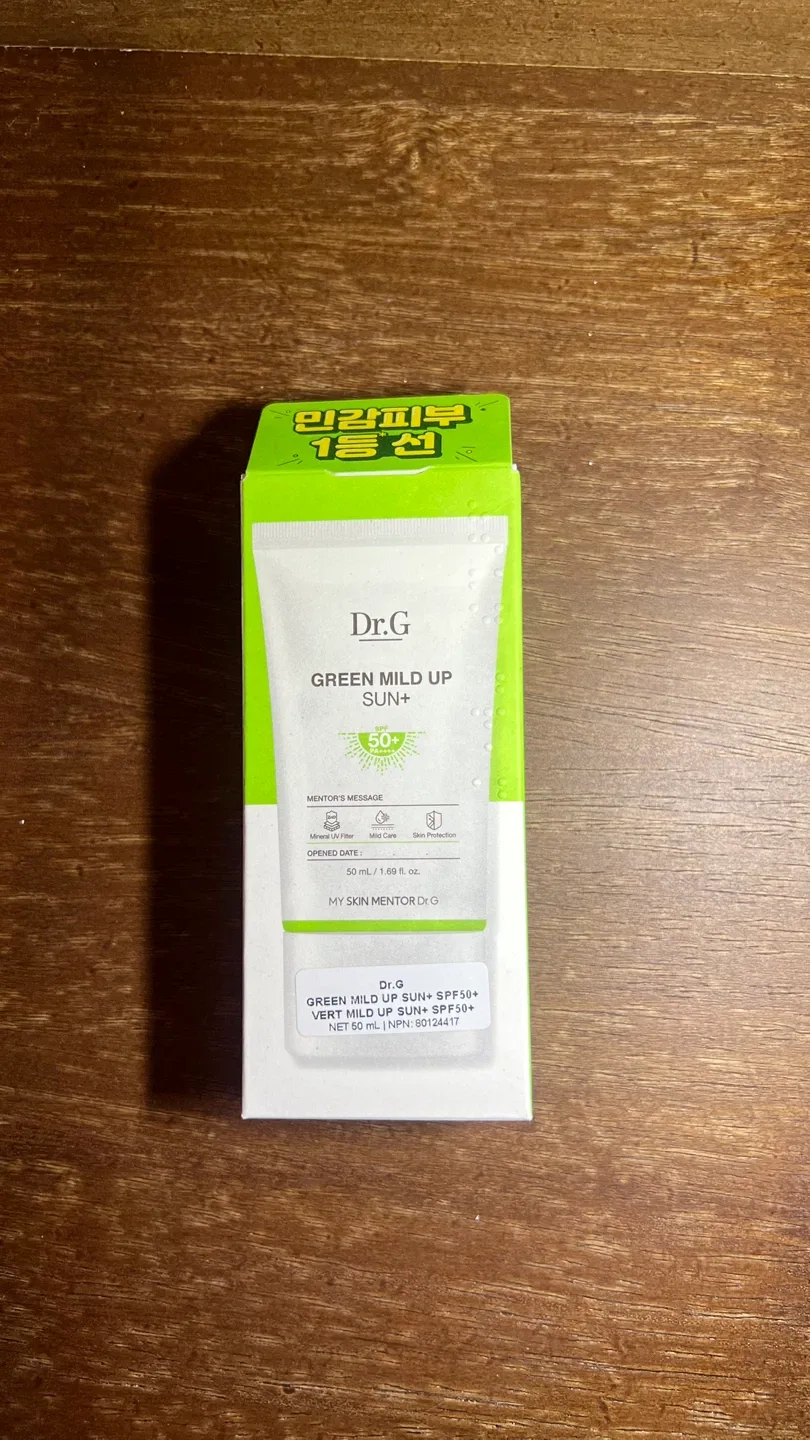 민감피부
1등*선
Dr.G
GREEN MILD UP
SUN+
SPF
50+
PA++++
MENTOR'S MESSAGE
Mineral UV Filter Mild Care Skin Protection
OPENED DATE : . .
50 mL / 1.69 fl. oz.
MY SKIN MENTOR Dr.G
Dr.G
GREEN MILD UP SUN+ SPF50+
VERT MILD UP SUN+ SPF50+
NET 50 mL | NPN: 80124417